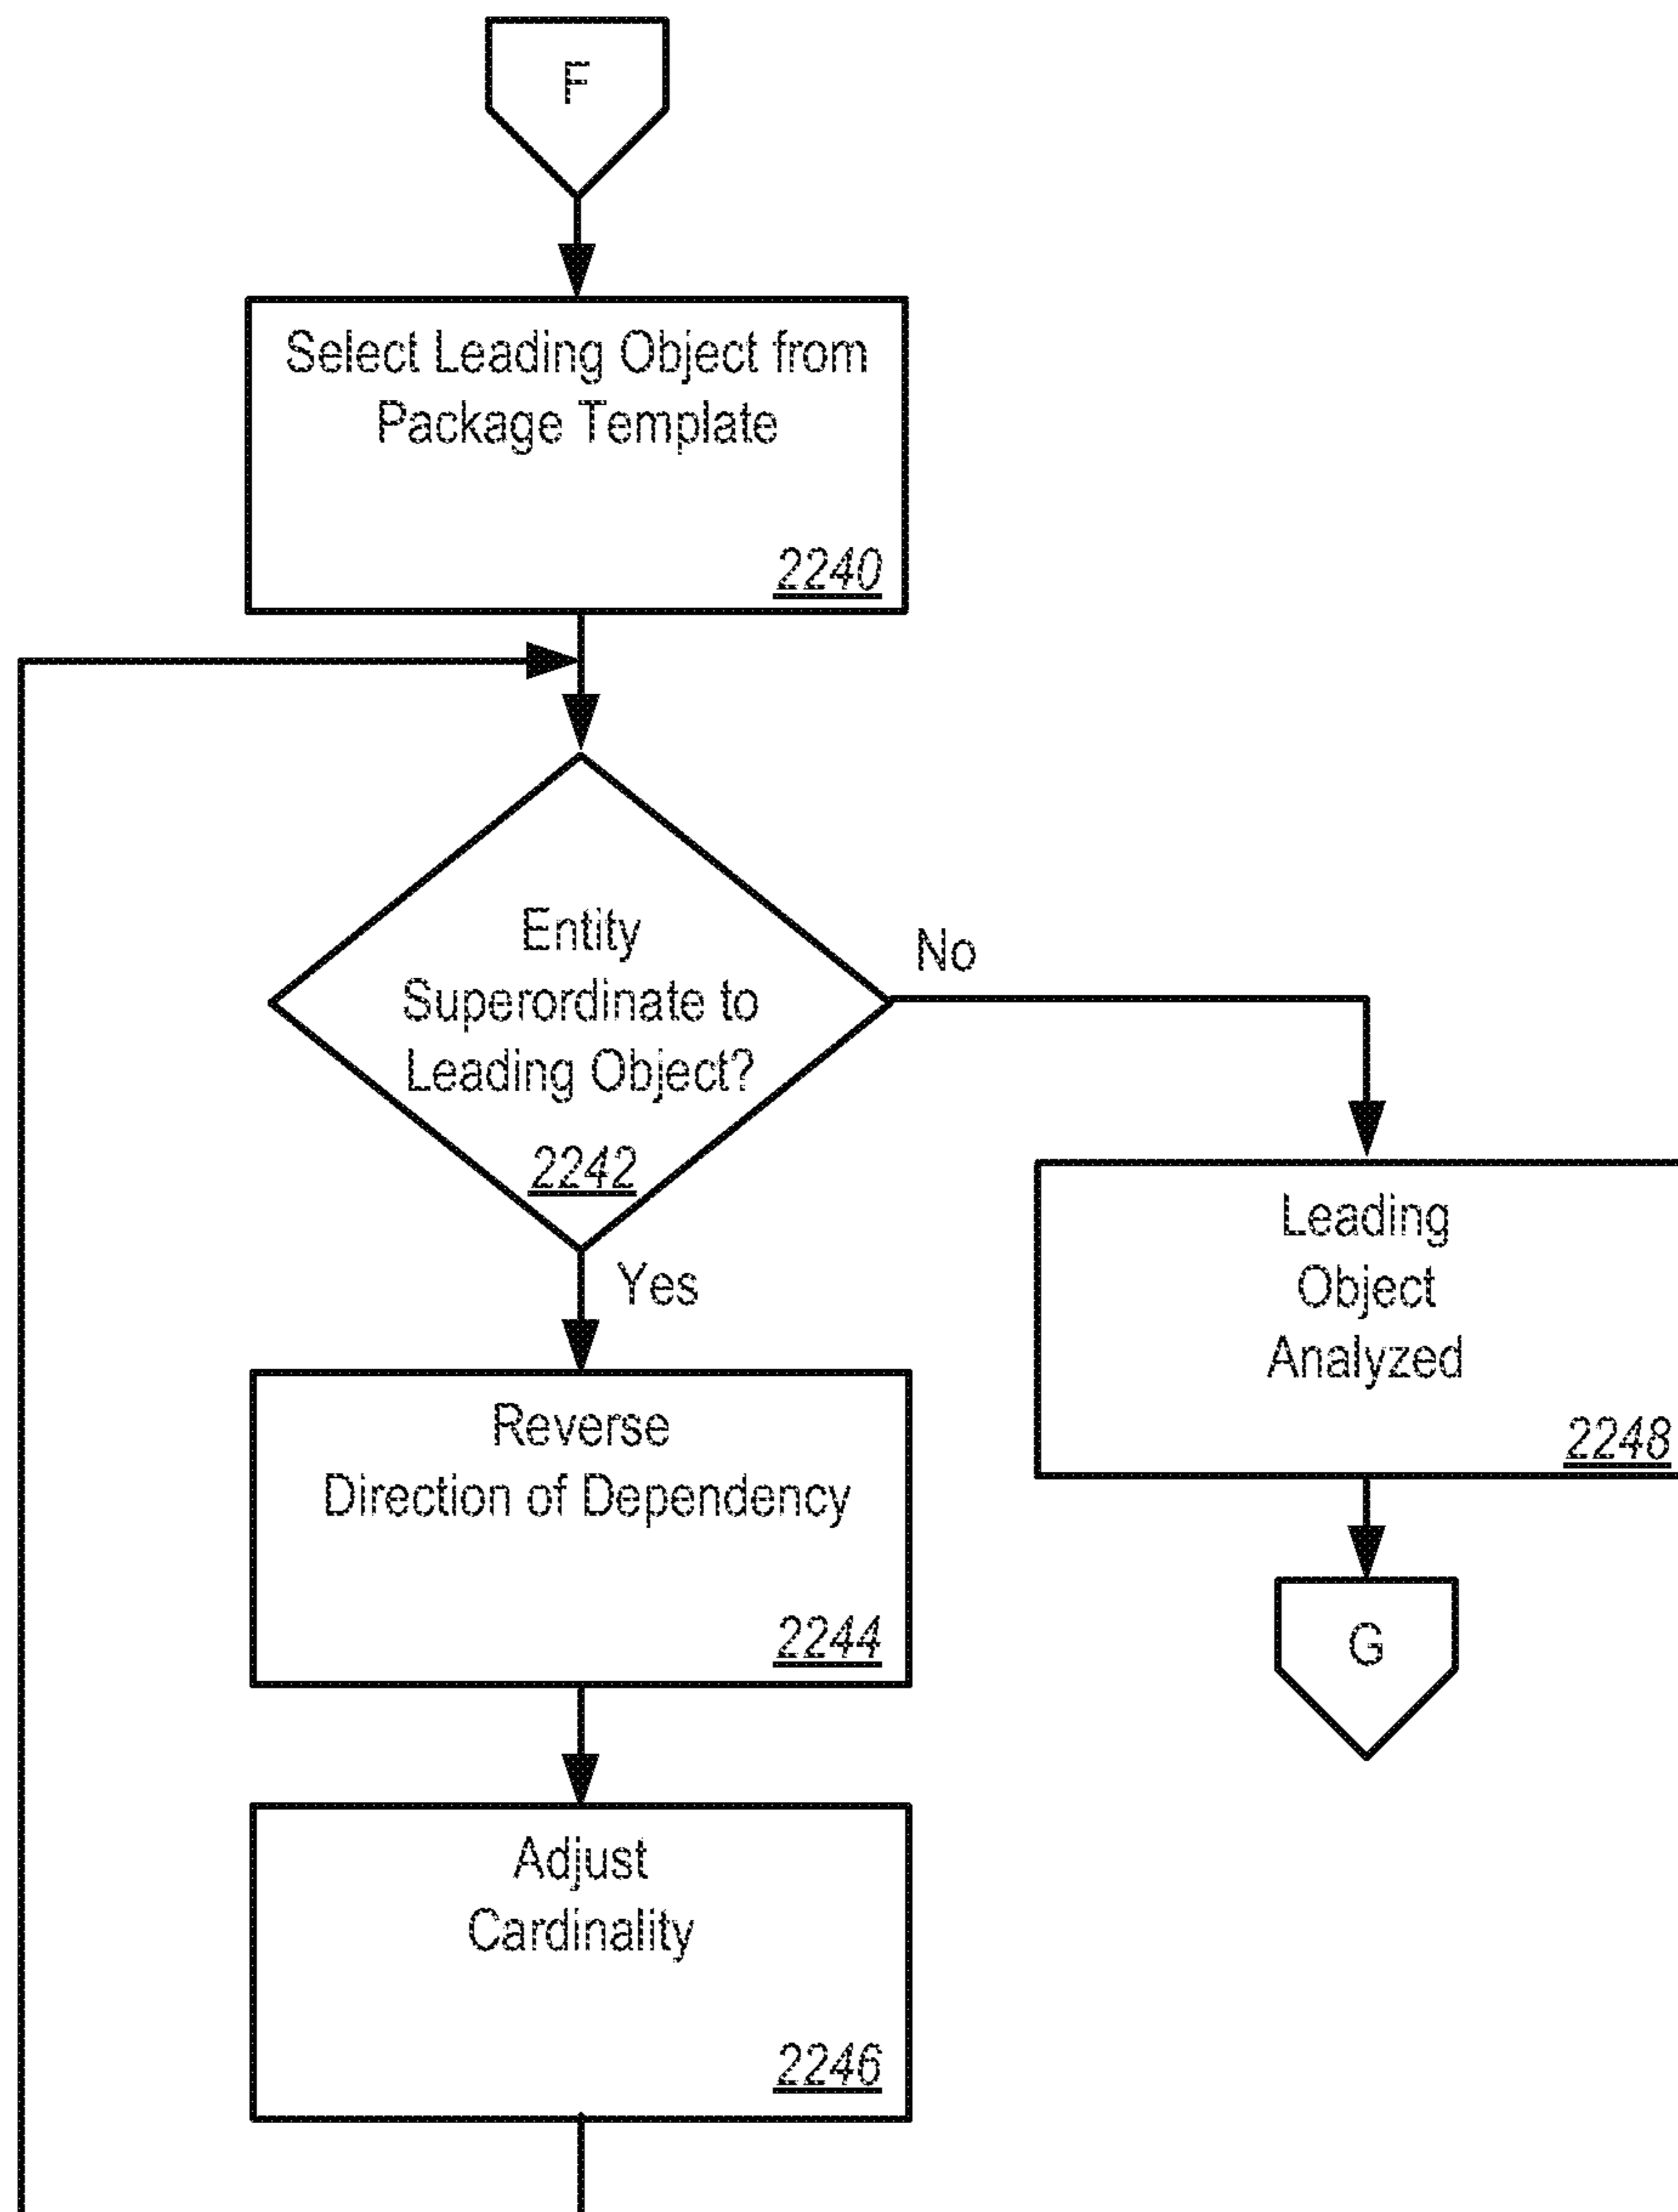 F
Select Leading Object from
Package Template
2240
Entity
Superordinate to
Leading Object?
2242
No
Yes
Leading
Object
Analyzed
2248
Reverse
Direction of Dependency
2244
G
Adjust
Cardinality
2246